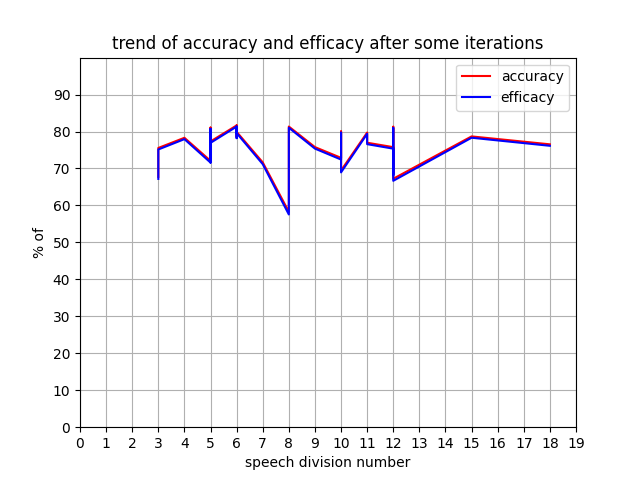 trend of accuracy and efficacy after some iterations
accuracy
efficacy
90
80
70
60
50
40
30
20
10
0
% of
0 1 2 3 4 5 6 7 8 9 10 11 12 13 14 15 16 17 18 19
speech division number